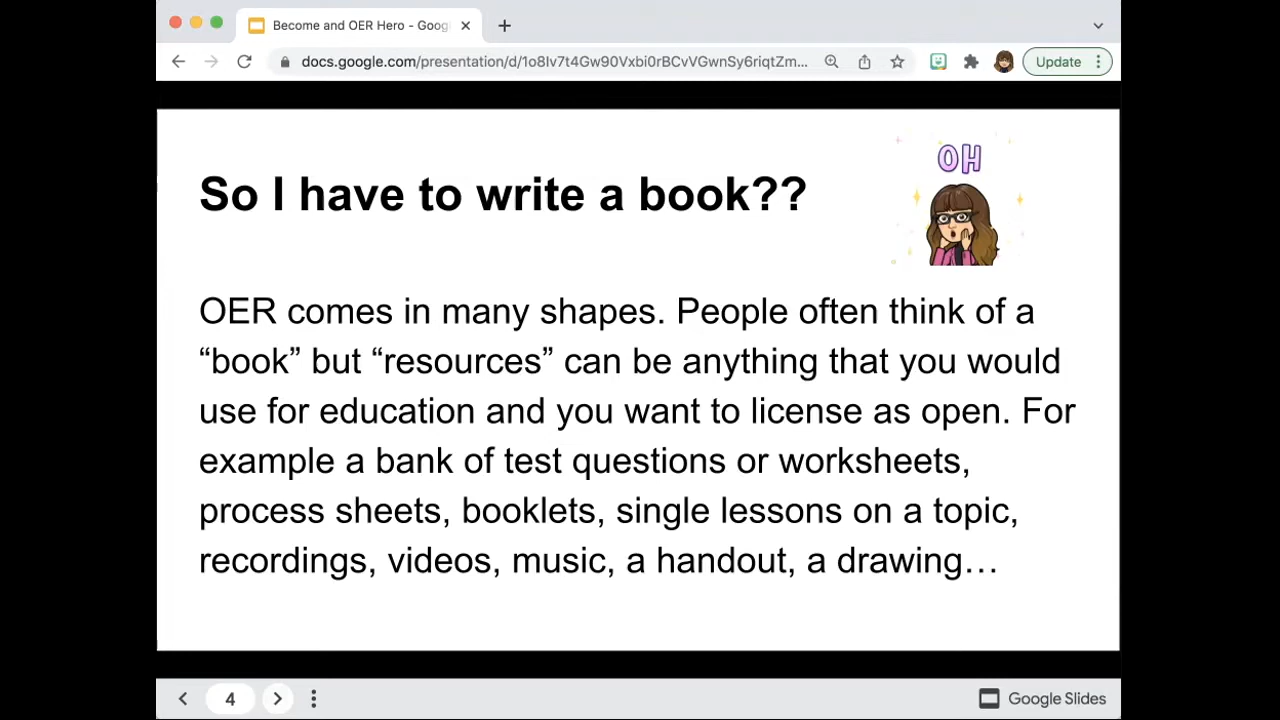 Become and OER Hero - Goog
docs.google.com/presentation/d/1o8Iv7t4Gw90Vxbi0rBCvVGwnSy6riqtZm...
Update
So I have to write a book??
OH
OER comes in many shapes. People often think of a
“book” but “resources” can be anything that you would
use for education and you want to license as open. For
example a bank of test questions or worksheets,
process sheets, booklets, single lessons on a topic,
recordings, videos, music, a handout, a drawing…
4
Google Slides